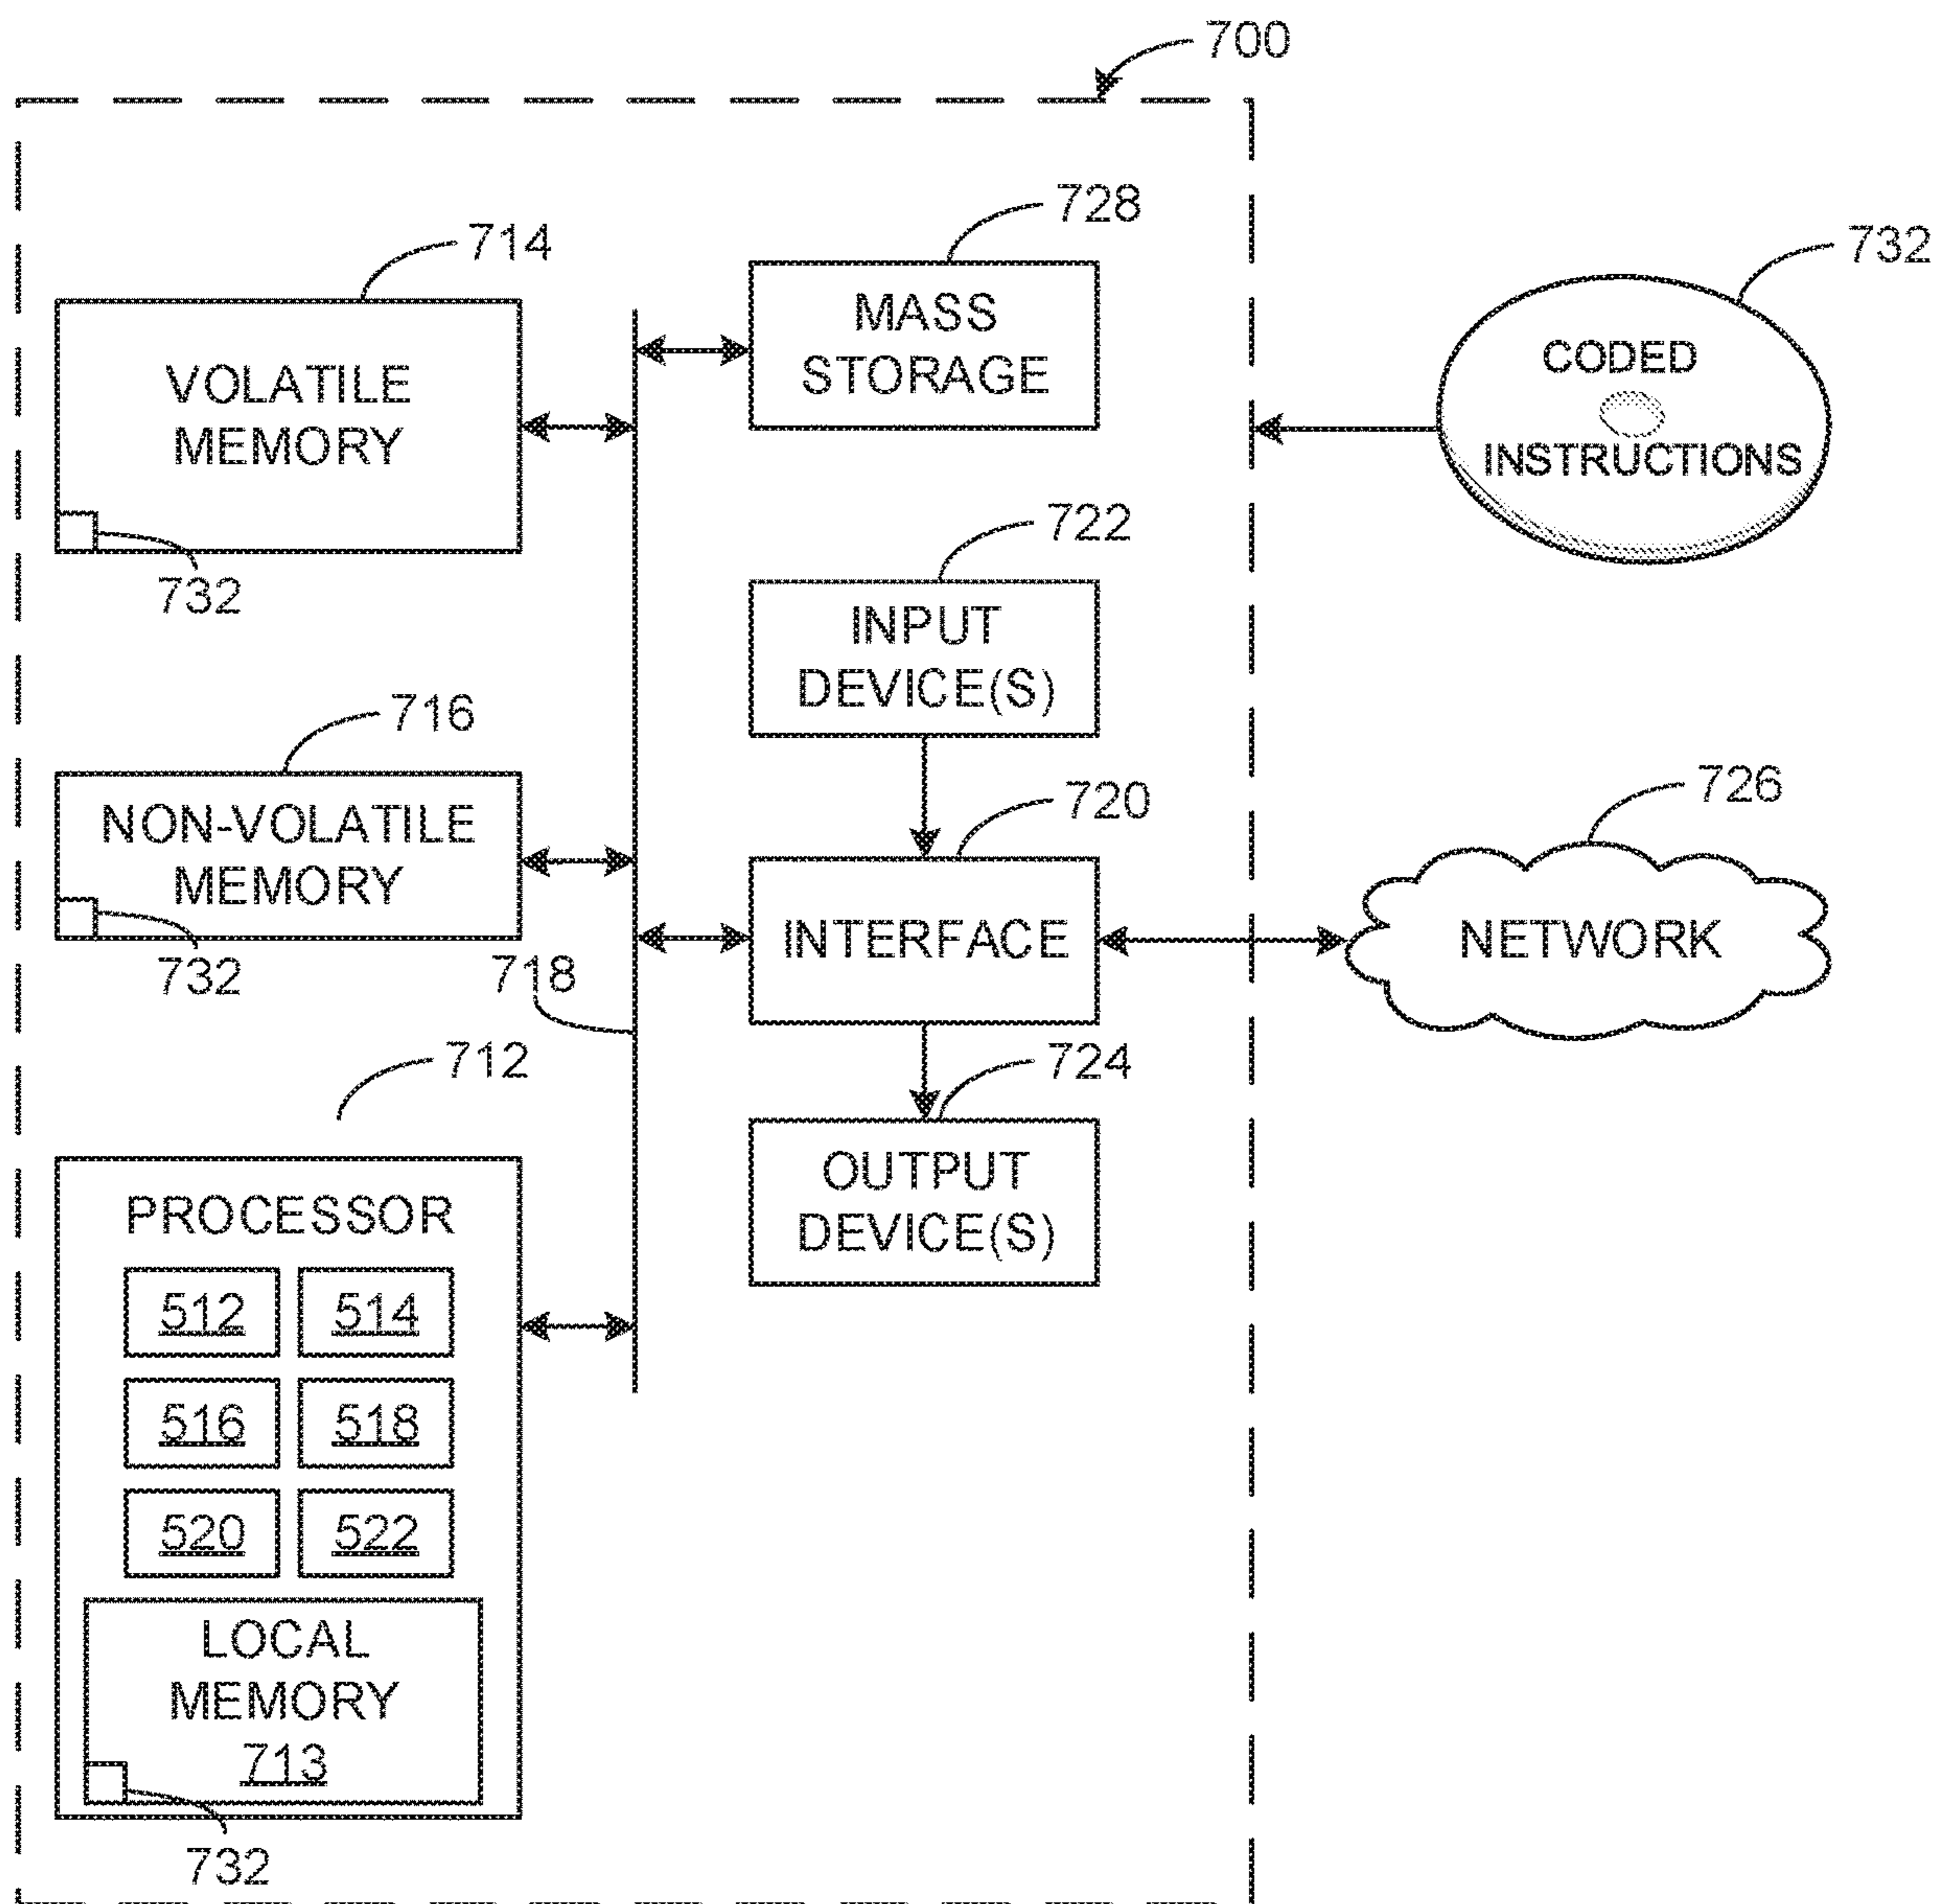 700
714
VOLATILE
MEMORY
732
728
MASS
STORAGE
732
CODED
INSTRUCTIONS
722
INPUT
DEVICE(S)
716
NON-VOLATILE
MEMORY
732
718
720
INTERFACE
726
NETWORK
712
PROCESSOR
512 514
516 518
520 522
LOCAL
MEMORY
713
732
724
OUTPUT
DEVICE(S)